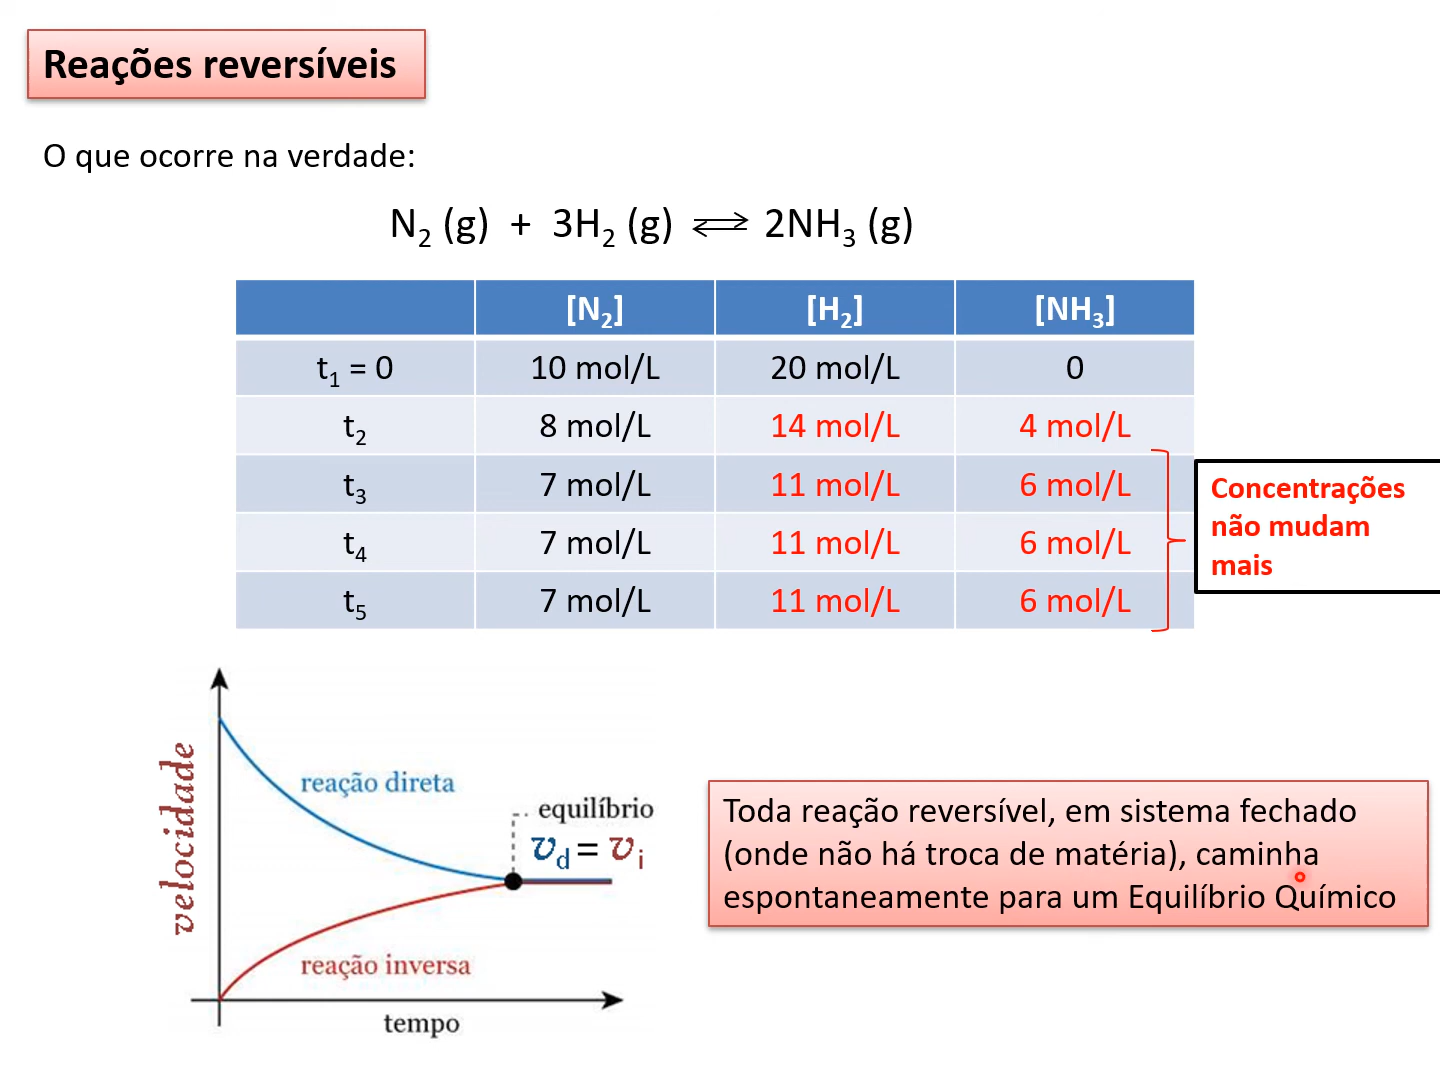 Reações reversíveis
O que ocorre na verdade:
N₂ (g) + 3H₂ (g) ⇌ 2NH₃ (g)
[N₂] [H₂] [NH₃]
t₁ = 0 10 mol/L 20 mol/L 0
t₂ 8 mol/L 14 mol/L 4 mol/L
t₃ 7 mol/L 11 mol/L 6 mol/L
t₄ 7 mol/L 11 mol/L 6 mol/L
t₅ 7 mol/L 11 mol/L 6 mol/L
Concentrações
não mudam
mais
velocidade
reação direta
equilíbrio
v_d = v_i
reação inversa
tempo
Toda reação reversível, em sistema fechado
(onde não há troca de matéria), caminha
espontaneamente para um Equilíbrio Químico